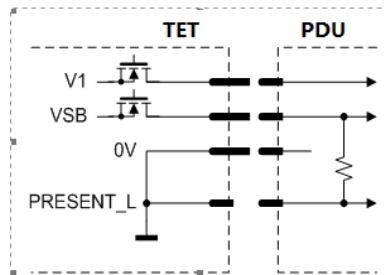 TET PDU
V1
VSB
0V
PRESENT_L